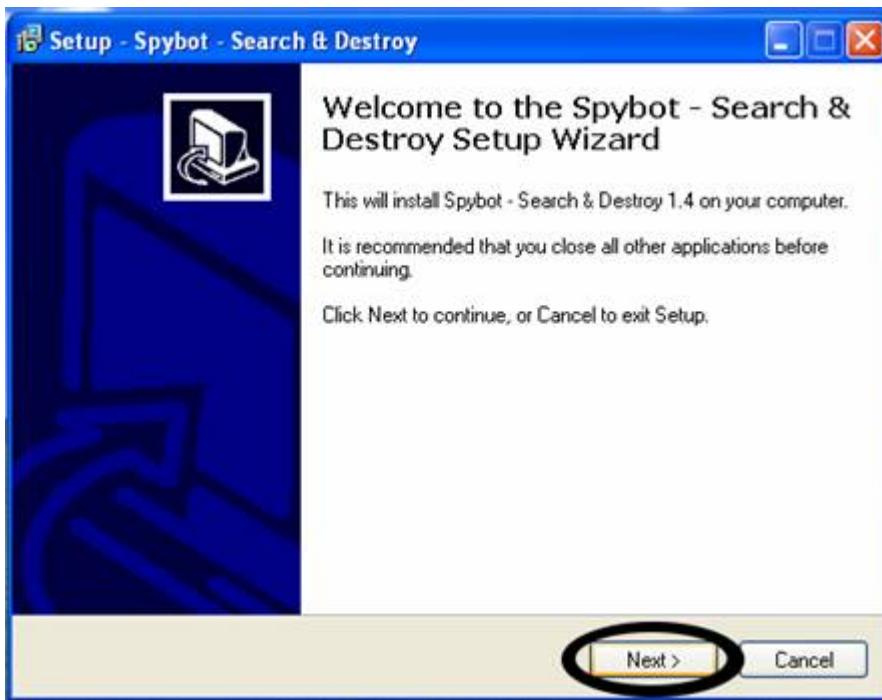 Setup - Spybot - Search & Destroy
Welcome to the Spybot - Search &
Destroy Setup Wizard
This will install Spybot - Search & Destroy 1.4 on your computer.
It is recommended that you close all other applications before
continuing.
Click Next to continue, or Cancel to exit Setup.
Next >
Cancel